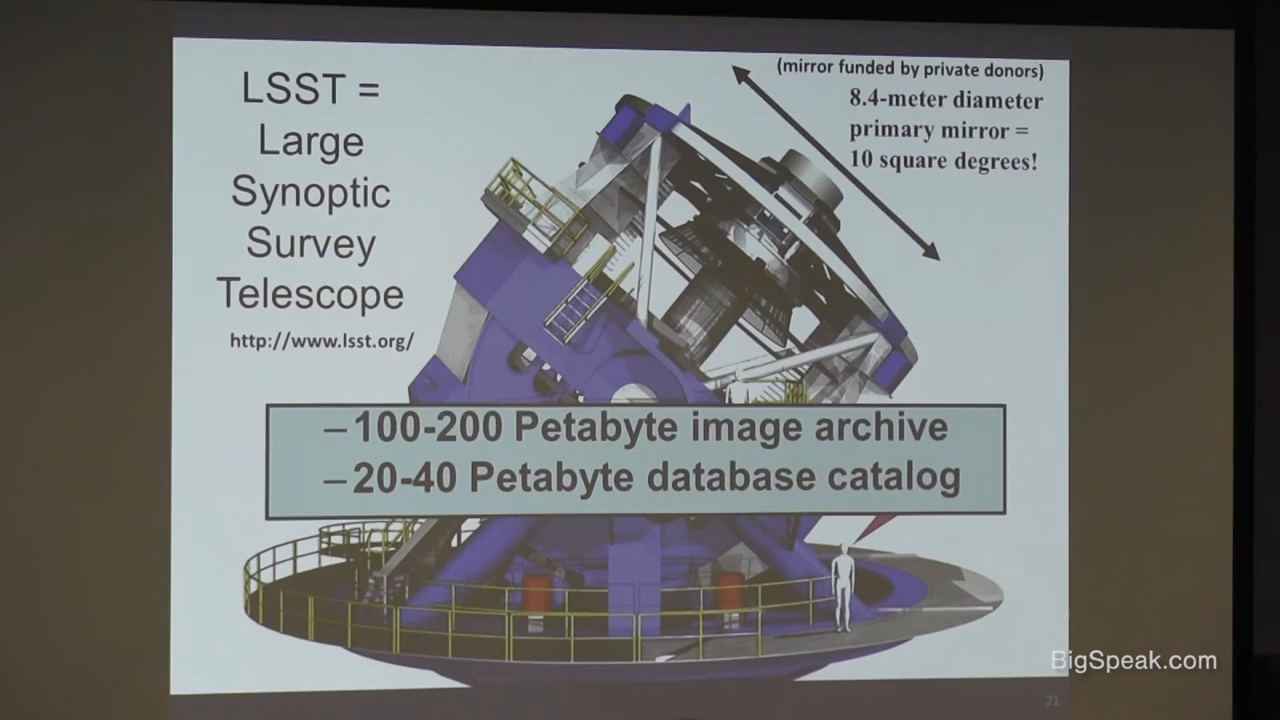 LSST =
Large
Synoptic
Survey
Telescope
http://www.lsst.org/
(mirror funded by private donors)
8.4-meter diameter
primary mirror =
10 square degrees!
–100-200 Petabyte image archive
–20-40 Petabyte database catalog
BigSpeak.com
21